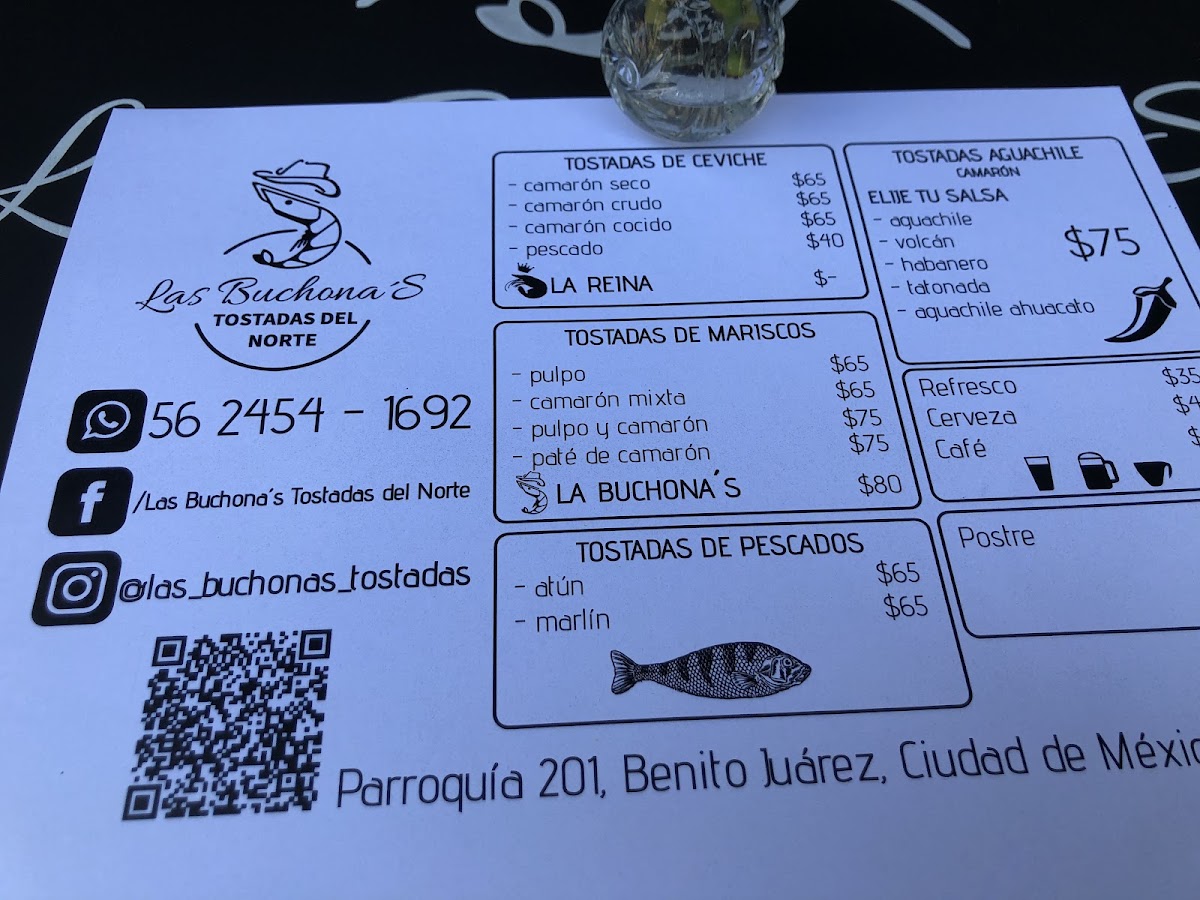 Las Buchona´S
TOSTADAS DEL
NORTE
56 2454 - 1692
/Las Buchona´s Tostadas del Norte
@las_buchonas_tostadas
TOSTADAS DE CEVICHE
- camarón seco $65
- camarón crudo $65
- camarón cocido $65
- pescado $40
LA REINA $-
TOSTADAS DE MARISCOS
- pulpo $65
- camarón mixta $65
- pulpo y camarón $75
- paté de camarón $75
LA BUCHONA´S $80
TOSTADAS DE PESCADOS
- atún $65
- marlín $65
TOSTADAS AGUACHILE
CAMARÓN
ELIJE TU SALSA
- aguachile
- volcán
- habanero
- tatonada
- aguachile ahuacato
$75
Refresco $35
Cerveza
Café
Postre
Parroquía 201, Benito Juárez, Ciudad de Méxic